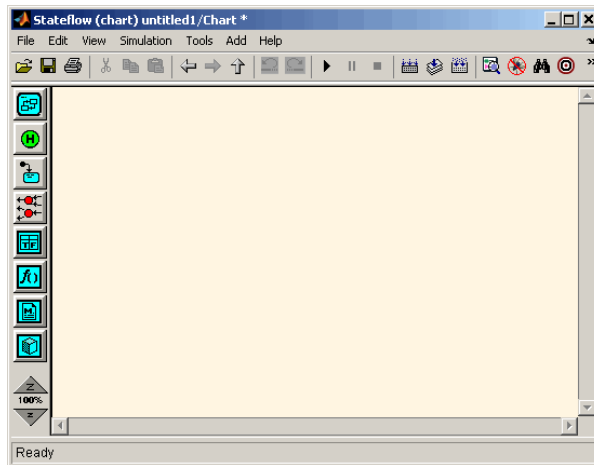 Stateflow (chart) untitled1/Chart *
File Edit View Simulation Tools Add Help
H
T F
f()
M
Z
100%
z
Ready